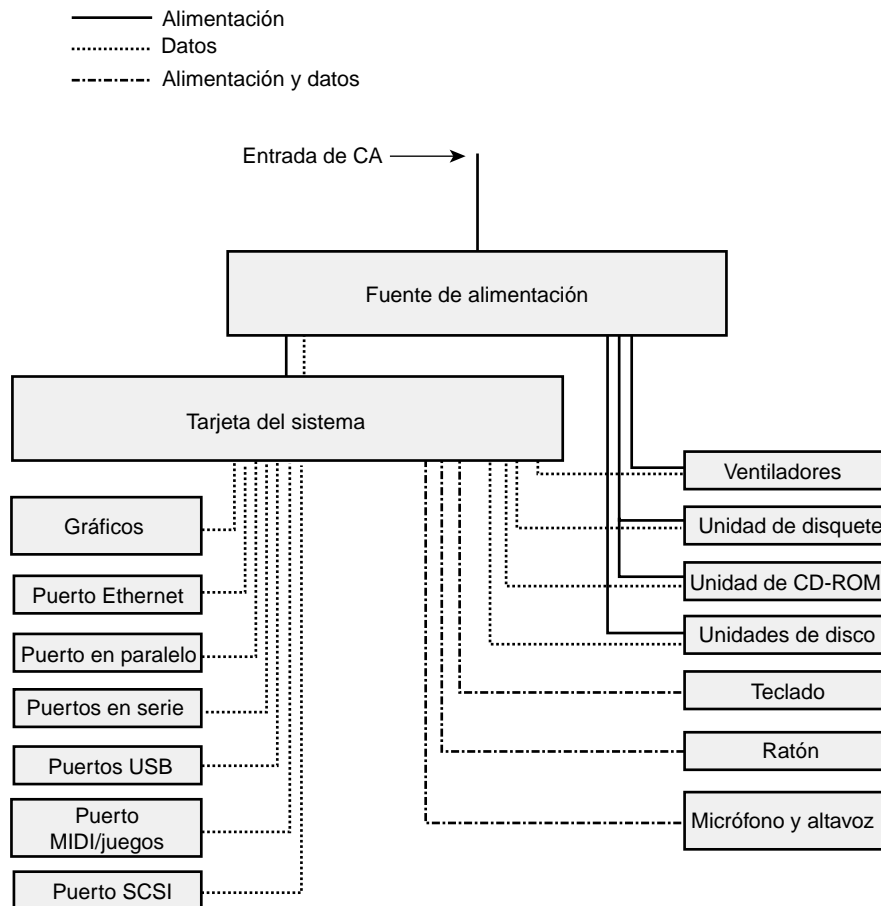 Alimentación
Datos
Alimentación y datos
Entrada de CA
Fuente de alimentación
Tarjeta del sistema
Gráficos
Puerto Ethernet
Puerto en paralelo
Puertos en serie
Puertos USB
Puerto
MIDI/juegos
Puerto SCSI
Ventiladores
Unidad de disquete
Unidad de CD-ROM
Unidades de disco
Teclado
Ratón
Micrófono y altavoz